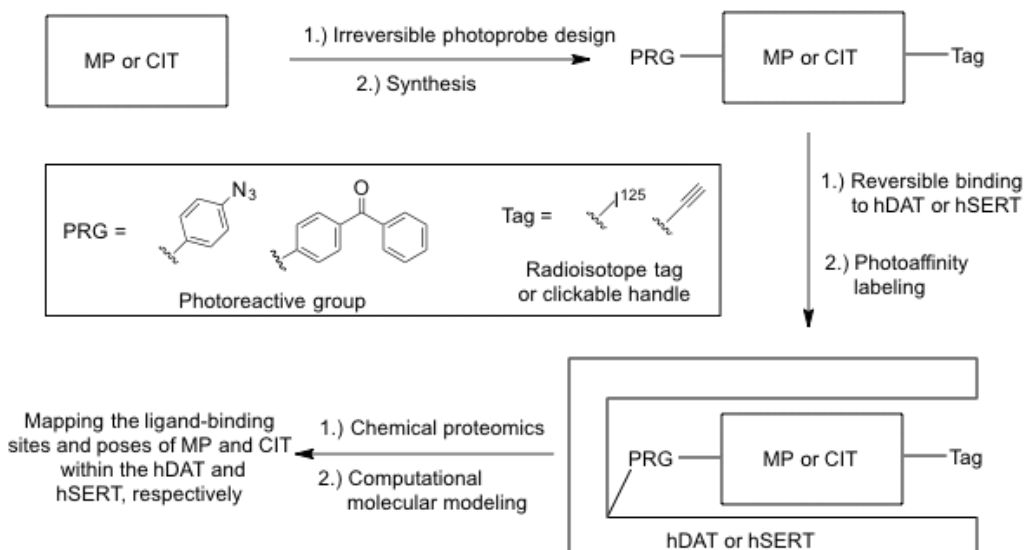 MP or CIT
1.) Irreversible photoprobe design
2.) Synthesis
PRG
MP or CIT
Tag
1.) Reversible binding
to hDAT or hSERT
2.) Photoaffinity
labeling
PRG =
N3
O
Photoreactive group
Tag =
I125
Radioisotope tag
or clickable handle
PRG
MP or CIT
Tag
hDAT or hSERT
1.) Chemical proteomics
2.) Computational
molecular modeling
Mapping the ligand-binding
sites and poses of MP and CIT
within the hDAT and
hSERT, respectively